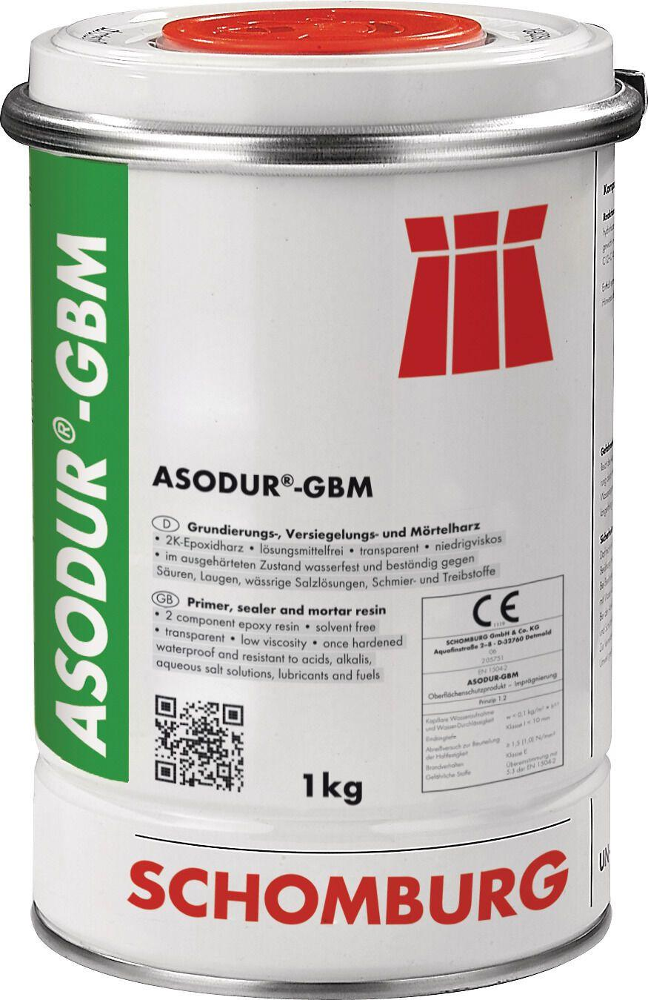 ASODUR®-GBM
ASODUR®-GBM
D Grundierungs-, Versiegelungs- und Mörtelharz
• 2K-Epoxidharz • lösungsmittelfrei • transparent • niedrigviskos
• im ausgehärteten Zustand wasserfest und beständig gegen
Säuren, Laugen, wässrige Salzlösungen, Schmier- und Treibstoffe
GB Primer, sealer and mortar resin
• 2 component epoxy resin • solvent free
• transparent • low viscosity • once hardened
waterproof and resistant to acids, alkalis,
aqueous salt solutions, lubricants and fuels
CE
1119
SCHOMBURG GmbH & Co. KG
Aquafinstraße 2–8 · D-32760 Detmold
06
205751
EN 1504-2
ASODUR-GBM
Oberflächenschutzprodukt – Imprägnierung
Prinzip 1.2
Kapillare Wasseraufnahme
und Wasser-Durchlässigkeit w < 0,1 kg/m² × h⁰·⁵
Eindringtiefe Klasse I < 10 mm
Abreißversuch zur Beurteilung
der Haftfestigkeit ≥ 1,5 (1,0) N/mm²
Brandverhalten Klasse E
Gefährliche Stoffe Übereinstimmung mit
5.3 der EN 1504-2
1kg
SCHOMBURG
UN-